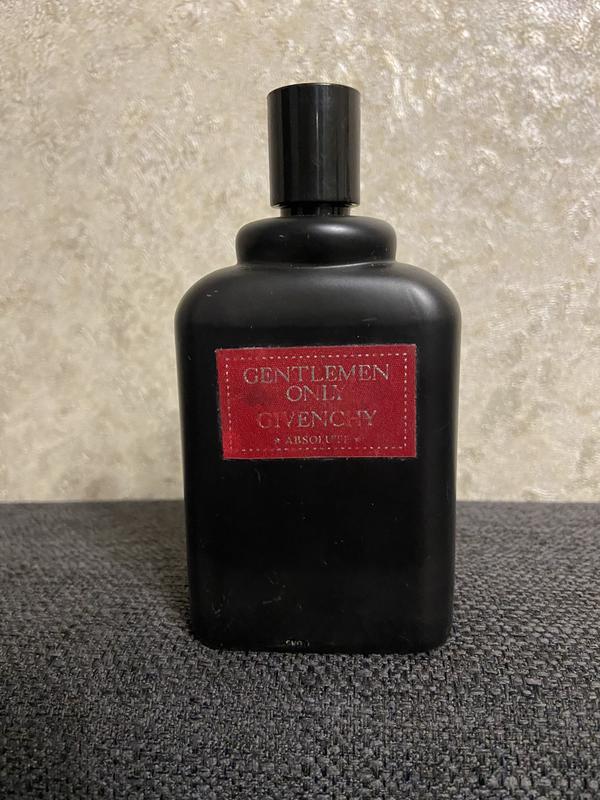 GENTLEMEN
ONLY
GIVENCHY
★ ABSOLUTE ★